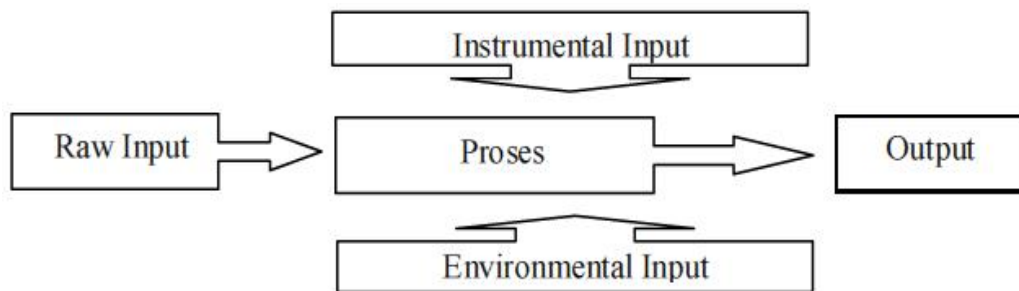 Instrumental Input
Raw Input
Proses
Output
Environmental Input